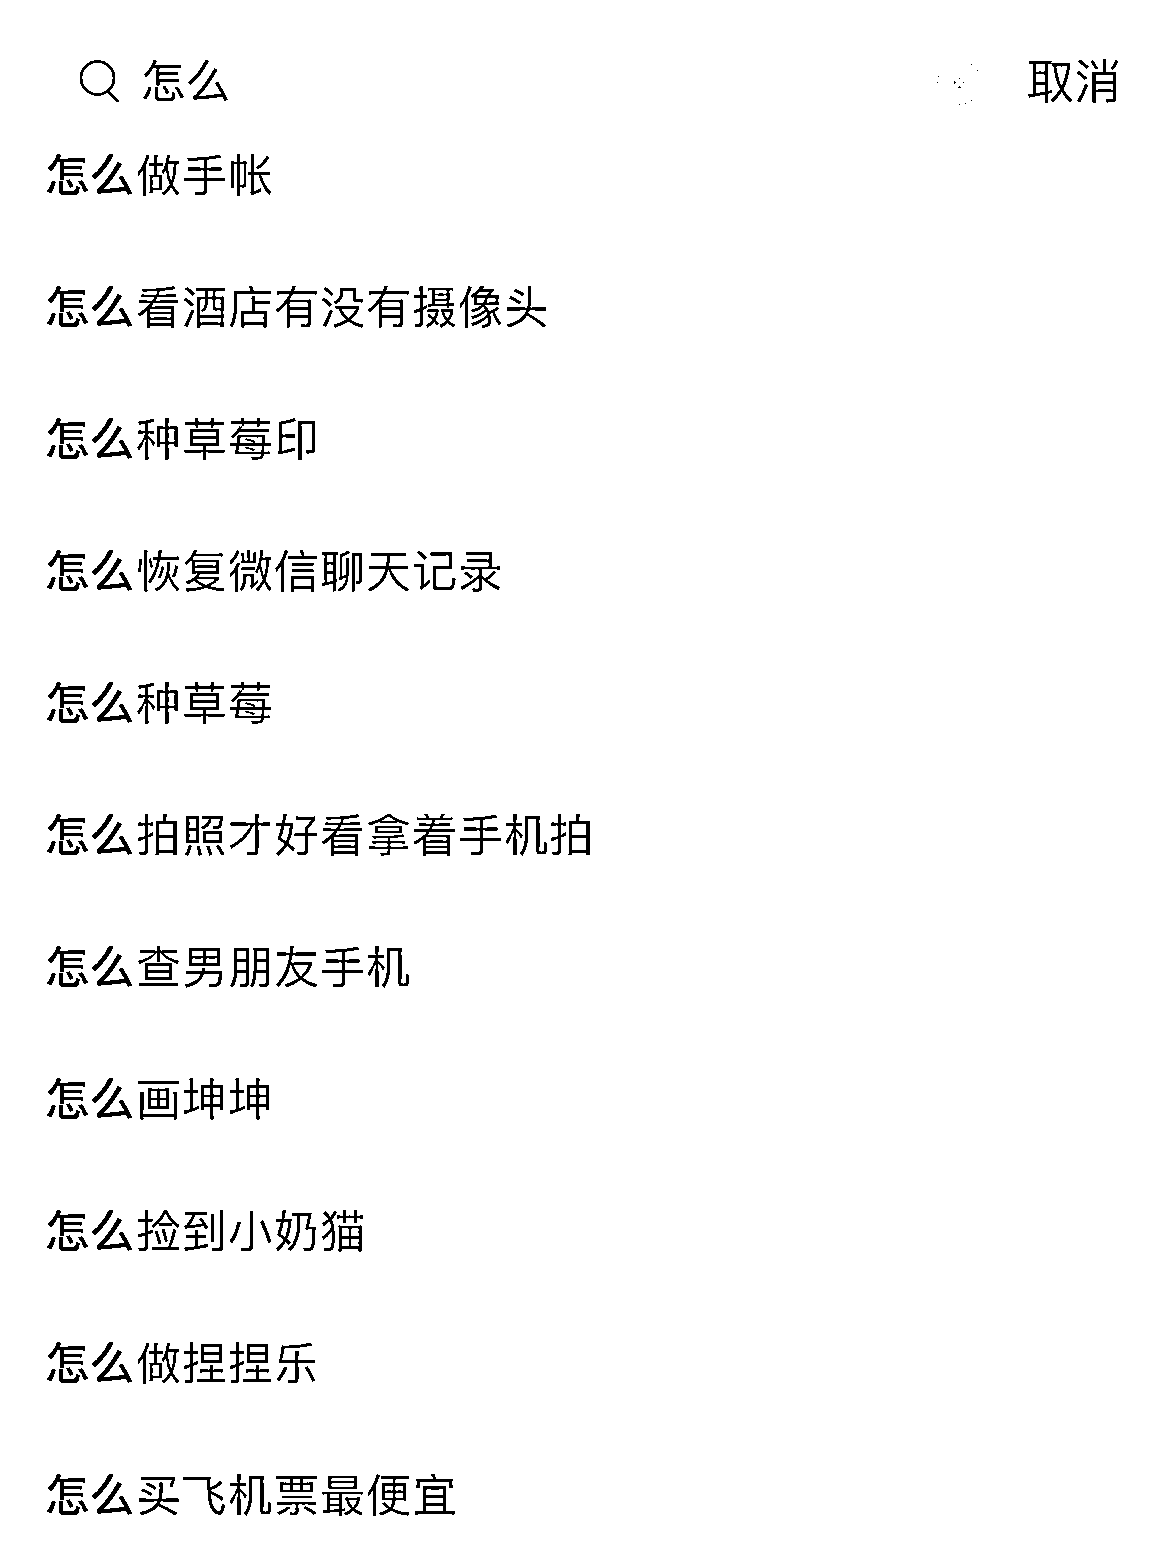 怎么 取消
怎么做手帐
怎么看酒店有没有摄像头
怎么种草莓印
怎么恢复微信聊天记录
怎么种草莓
怎么拍照才好看拿着手机拍
怎么查男朋友手机
怎么画坤坤
怎么捡到小奶猫
怎么做捏捏乐
怎么买飞机票最便宜